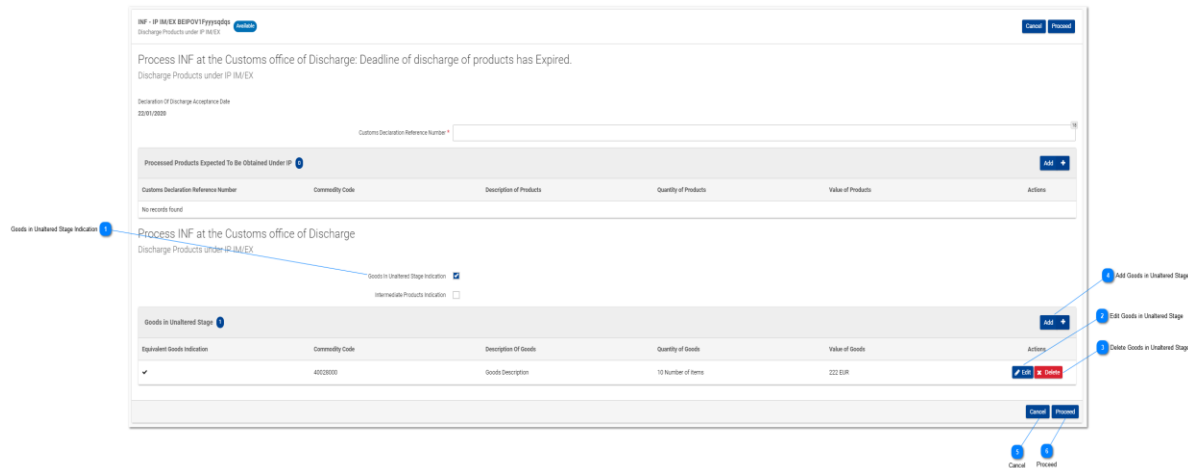 INF - IP IM/EX BEIPOV1Fyyysqdqs Available
Discharge Products under IP IM/EX
Cancel Proceed
Process INF at the Customs office of Discharge: Deadline of discharge of products has Expired.
Discharge Products under IP IM/EX
Declaration Of Discharge Acceptance Date
22/01/2020
Customs Declaration Reference Number *
Processed Products Expected To Be Obtained Under IP 0 Add +
Customs Declaration Reference Number Commodity Code Description of Products Quantity of Products Value of Products Actions
No records found
Goods in Unaltered Stage Indication 1
Process INF at the Customs office of Discharge
Discharge Products under IP IM/EX
Goods In Unaltered Stage Indication
4 Add Goods in Unaltered Stage
Intermediate Products Indication
Goods in Unaltered Stage 1 Add +
2 Edit Goods in Unaltered Stage
Equivalent Goods Indication Commodity Code Description Of Goods Quantity of Goods Value of Goods Actions
3 Delete Goods in Unaltered Stage
✔ 40028000 Goods Description 10 Number of items 222 EUR Edit Delete
Cancel Proceed
5 6
Cancel Proceed